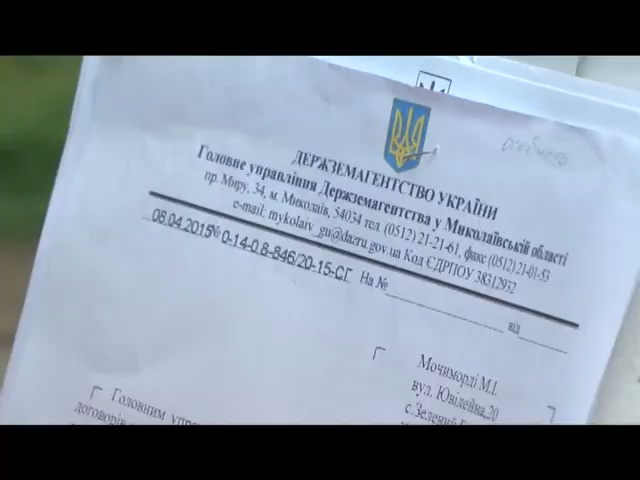 особисто
ДЕРЖЗЕМАГЕНТСТВО УКРАЇНИ
Головне управління Держземагентства у Миколаївській області
пр. Миру, 34, м. Миколаїв, 54034 тел. (0512) 21-21-61, факс (0512) 21-01-53
e-mail. mykolaiv_gu@dazru.gov.ua Код ЄДРПОУ 38312932
08.04.2015№ 0-14-0.8-846/20-15-СГ На № від
Мочиморді М.І.
вул. Ювілейна,20
с.Зелений
Головним
договорів